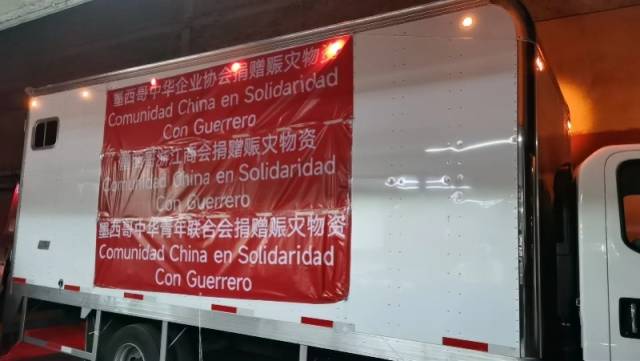 墨西哥中华企业协会捐赠赈灾物资
Comunidad China en Solidaridad
Con Guerrero
墨西哥浙江商会捐赠赈灾物资
Comunidad China en Solidaridad
Con Guerrero
墨西哥中华青年联合会捐赠赈灾物资
Comunidad China en Solidaridad
Con Guerrero